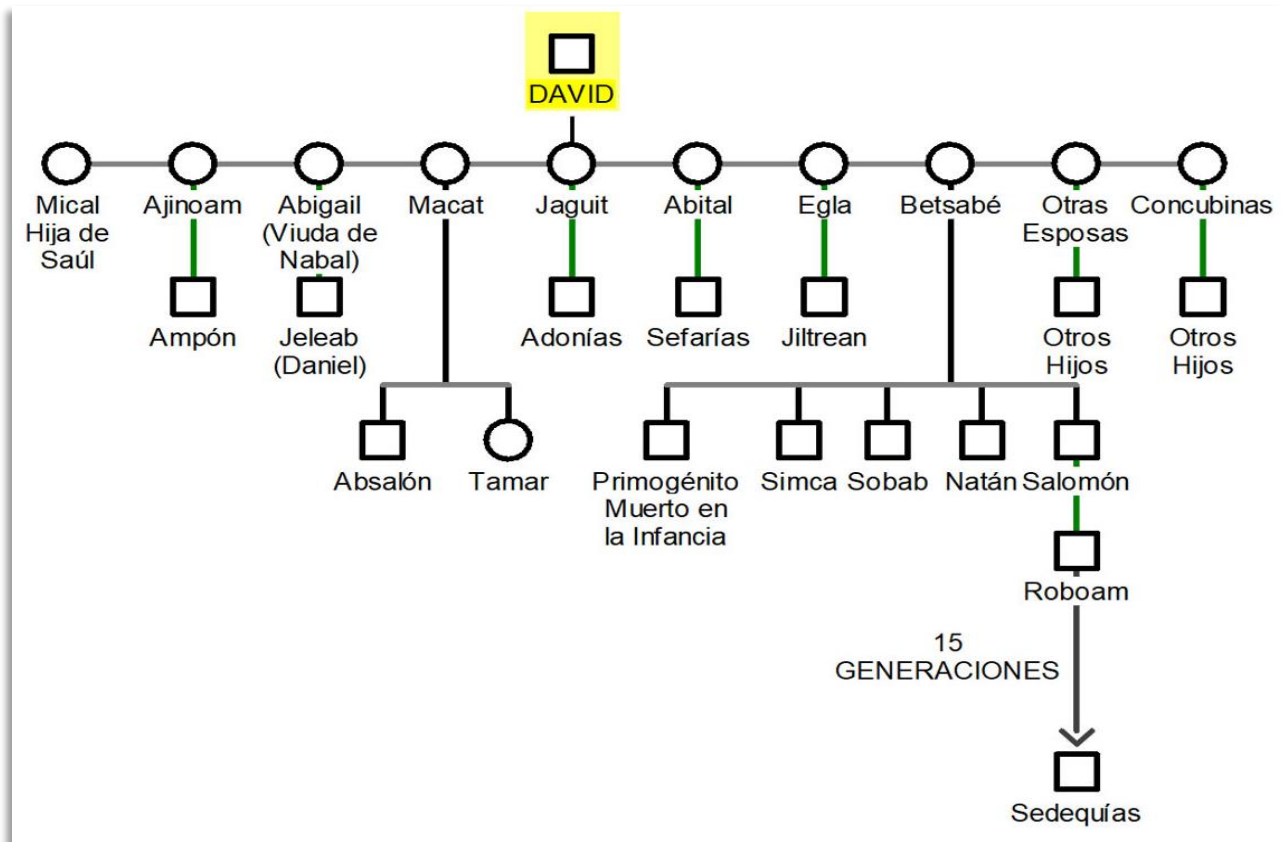 DAVID
Mical
Hija de
Saúl
Ajinoam
Abigail
(Viuda de
Nabal)
Macat
Jaguit
Abital
Egla
Betsabé
Otras
Esposas
Concubinas
Ampón
Jeleab
(Daniel)
Adonías
Sefarías
Jiltrean
Otros
Hijos
Otros
Hijos
Absalón
Tamar
Primogénito
Muerto en
la Infancia
Simca
Sobab
Natán
Salomón
Roboam
15
GENERACIONES
Sedequías